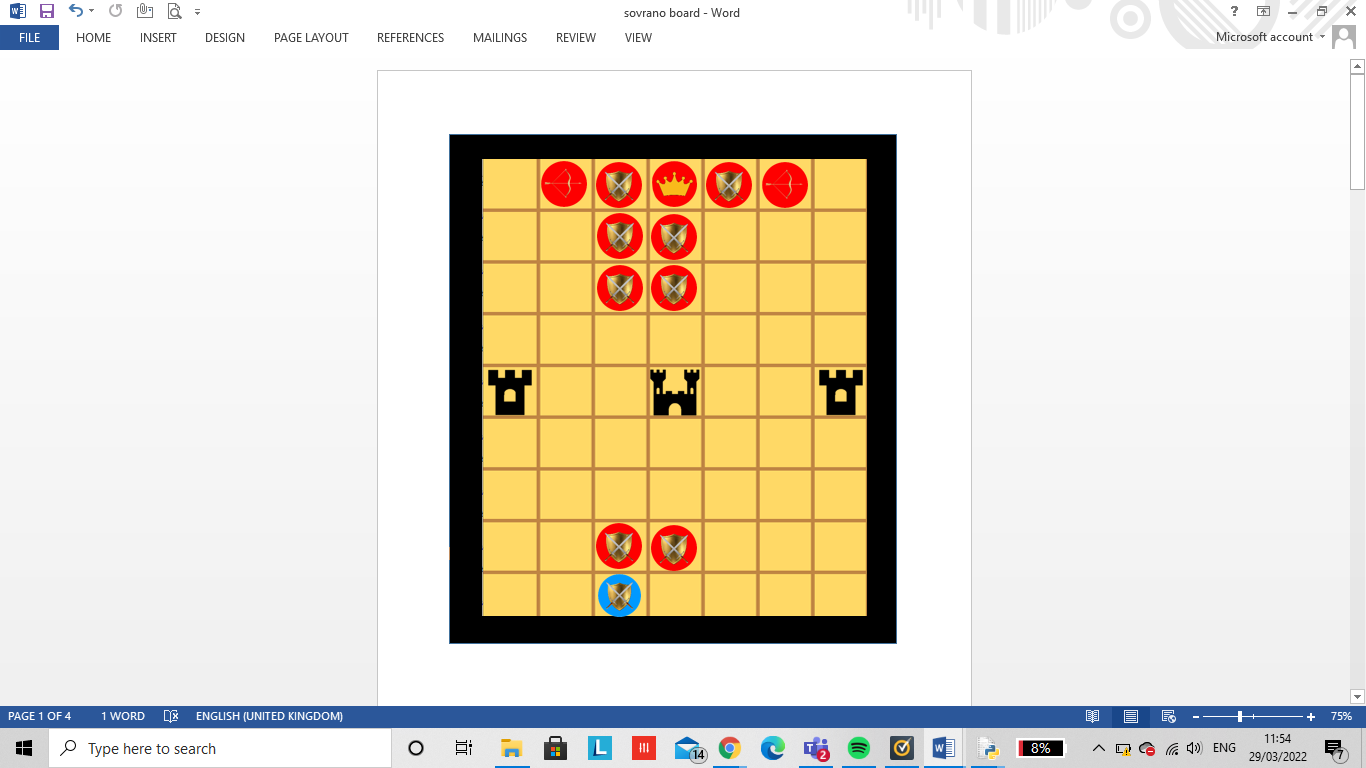 sovrano board - Word
?
FILE HOME INSERT DESIGN PAGE LAYOUT REFERENCES MAILINGS REVIEW VIEW
Microsoft account
PAGE 1 OF 4 1 WORD ENGLISH (UNITED KINGDOM) 75%
Type here to search
L
14
2
W
8%
ENG
11:54
29/03/2022
7